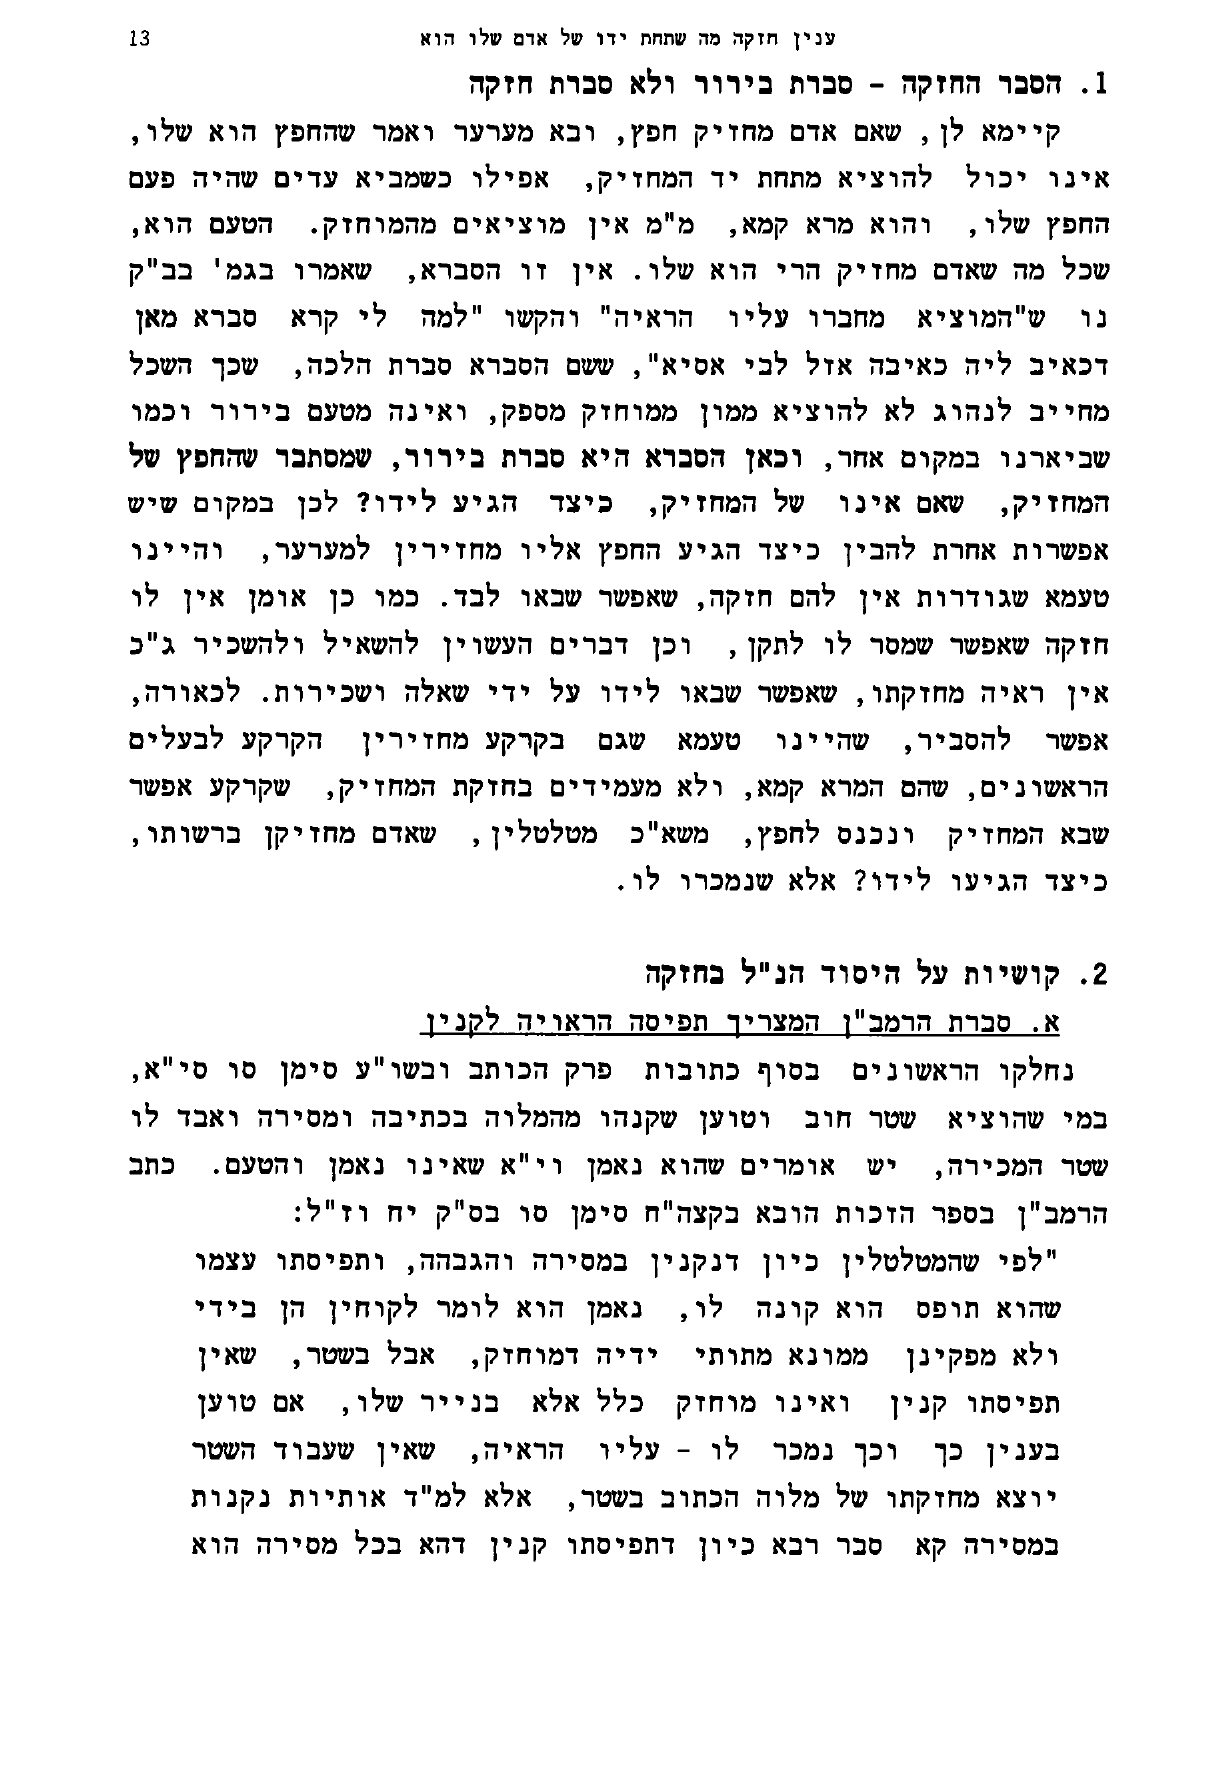 ענין חזקה מה שתחת ידו של אדם שלו הוא 13
1. הסבר החזקה - סברת בירור ולא סברת חזקה
קיימא לן, שאם אדם מחזיק חפץ, ובא מערער ואמר שהחפץ הוא שלו,
אינו יכול להוציא מתחת יד המחזיק, אפילו כשמביא עדים שהיה פעם
החפץ שלו, והוא מרא קמא, מ"מ אין מוציאים מהמוחזק. הטעם הוא,
שכל מה שאדם מחזיק הרי הוא שלו. אין זו הסברא, שאמרו בגמ' בב"ק
נו ש"המוציא מחברו עליו הראיה" והקשו "למה לי קרא סברא מאן
דכאיב ליה כאיבה אזל לבי אסיא", ששם הסברא סברת הלכה, שכך השכל
מחייב לנהוג לא להוציא ממון ממוחזק מספק, ואינה מטעם בירור וכמו
שביארנו במקום אחר, וכאן הסברא היא סברת בירור, שמסתבר שהחפץ של
המחזיק, שאם אינו של המחזיק, כיצד הגיע לידו? לכן במקום שיש
אפשרות אחרת להבין כיצד הגיע החפץ אליו מחזירין למערער, והיינו
טעמא שגודרות אין להם חזקה, שאפשר שבאו לבד. כמו כן אומן אין לו
חזקה שאפשר שמסר לו לתקן, וכן דברים העשוין להשאיל ולהשכיר ג"כ
אין ראיה מחזקתו, שאפשר שבאו לידו על ידי שאלה ושכירות. לכאורה,
אפשר להסביר, שהיינו טעמא שגם בקרקע מחזירין הקרקע לבעלים
הראשונים, שהם המרא קמא, ולא מעמידים בחזקת המחזיק, שקרקע אפשר
שבא המחזיק ונכנס לחפץ, משא"כ מטלטלין, שאדם מחזיקן ברשותו,
כיצד הגיעו לידו? אלא שנמכרו לו.
2. קושיות על היסוד הנ"ל בחזקה
א. סברת הרמב"ן המצריך תפיסה הראויה לקנין
נחלקו הראשונים בסוף כתובות פרק הכותב ובשו"ע סימן סו סי"א,
במי שהוציא שטר חוב וטוען שקנהו מהמלוה בכתיבה ומסירה ואבד לו
שטר המכירה, יש אומרים שהוא נאמן וי"א שאינו נאמן והטעם. כתב
הרמב"ן בספר הזכות הובא בקצה"ח סימן סו בס"ק יח וז"ל:
"לפי שהמטלטלין כיון דנקנין במסירה והגבהה, ותפיסתו עצמו
שהוא תופס הוא קונה לו, נאמן הוא לומר לקוחין הן בידי
ולא מפקינן ממונא מתותי ידיה דמוחזק, אבל בשטר, שאין
תפיסתו קנין ואינו מוחזק כלל אלא בנייר שלו, אם טוען
בענין כך וכך נמכר לו - עליו הראיה, שאין שעבוד השטר
יוצא מחזקתו של מלוה הכתוב בשטר, אלא למ"ד אותיות נקנות
במסירה קא סבר רבא כיון דתפיסתו קנין דהא בכל מסירה הוא